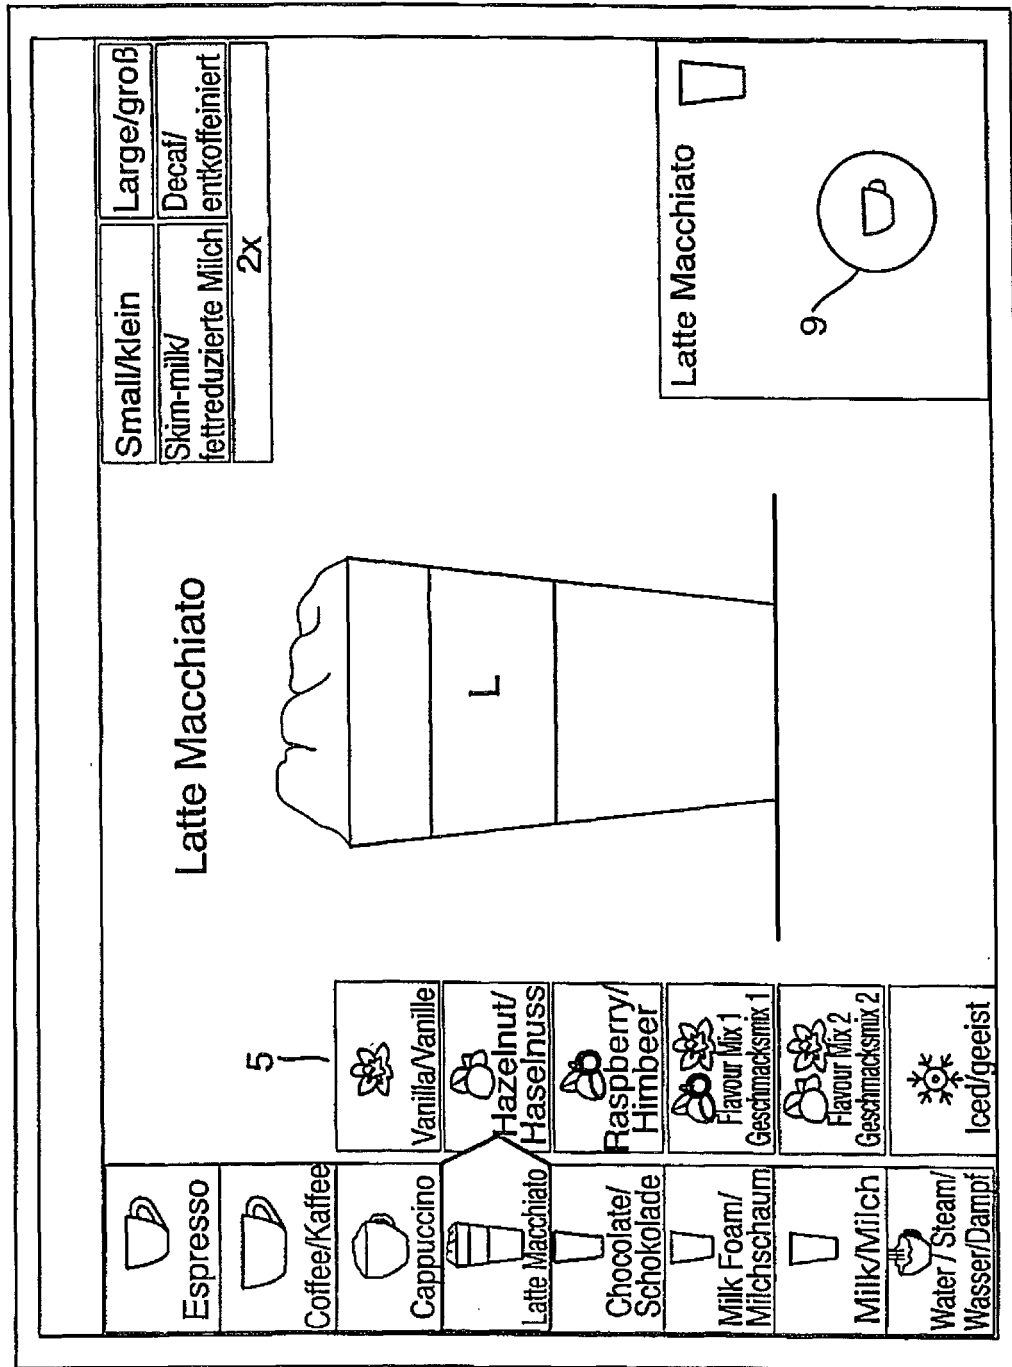 Espresso
Coffee/Kaffee
Cappuccino
Latte Macchiato
Chocolate/
Schokolade
Milk Foam/
Milchschaum
Milk/Milch
Water / Steam/
Wasser/Dampf
5
Vanilla/Vanille
Hazelnut/
Haselnuss
Raspberry/
Himbeer
Flavour Mix 1
Geschmacksmix 1
Flavour Mix 2
Geschmacksmix 2
Iced/geeist
Latte Macchiato
L
Small/klein
Large/groß
Skim-milk/
fettreduzierte Milch
Decaf/
entkoffeiniert
2x
Latte Macchiato
9